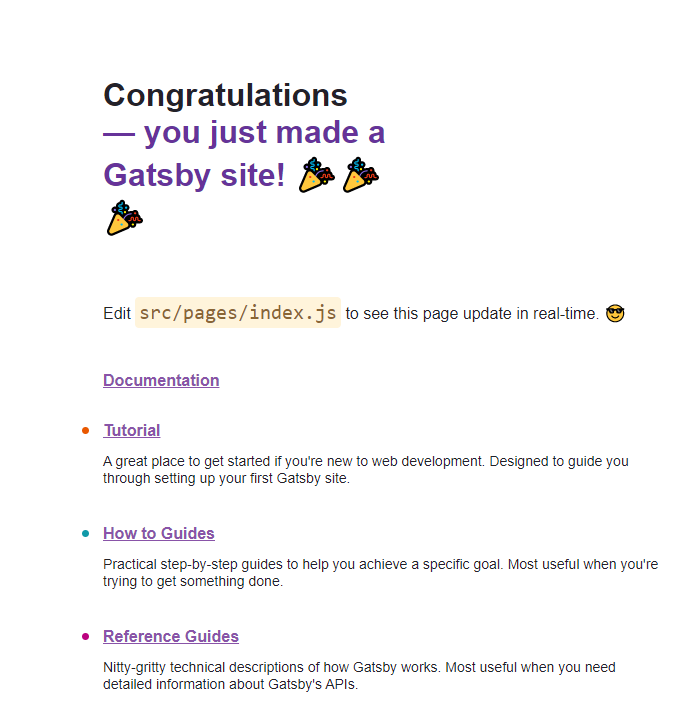 Congratulations
— you just made a
Gatsby site! 🎉🎉
🎉
Edit src/pages/index.js to see this page update in real-time. 😎
Documentation
Tutorial
A great place to get started if you're new to web development. Designed to guide you
through setting up your first Gatsby site.
How to Guides
Practical step-by-step guides to help you achieve a specific goal. Most useful when you're
trying to get something done.
Reference Guides
Nitty-gritty technical descriptions of how Gatsby works. Most useful when you need
detailed information about Gatsby's APIs.